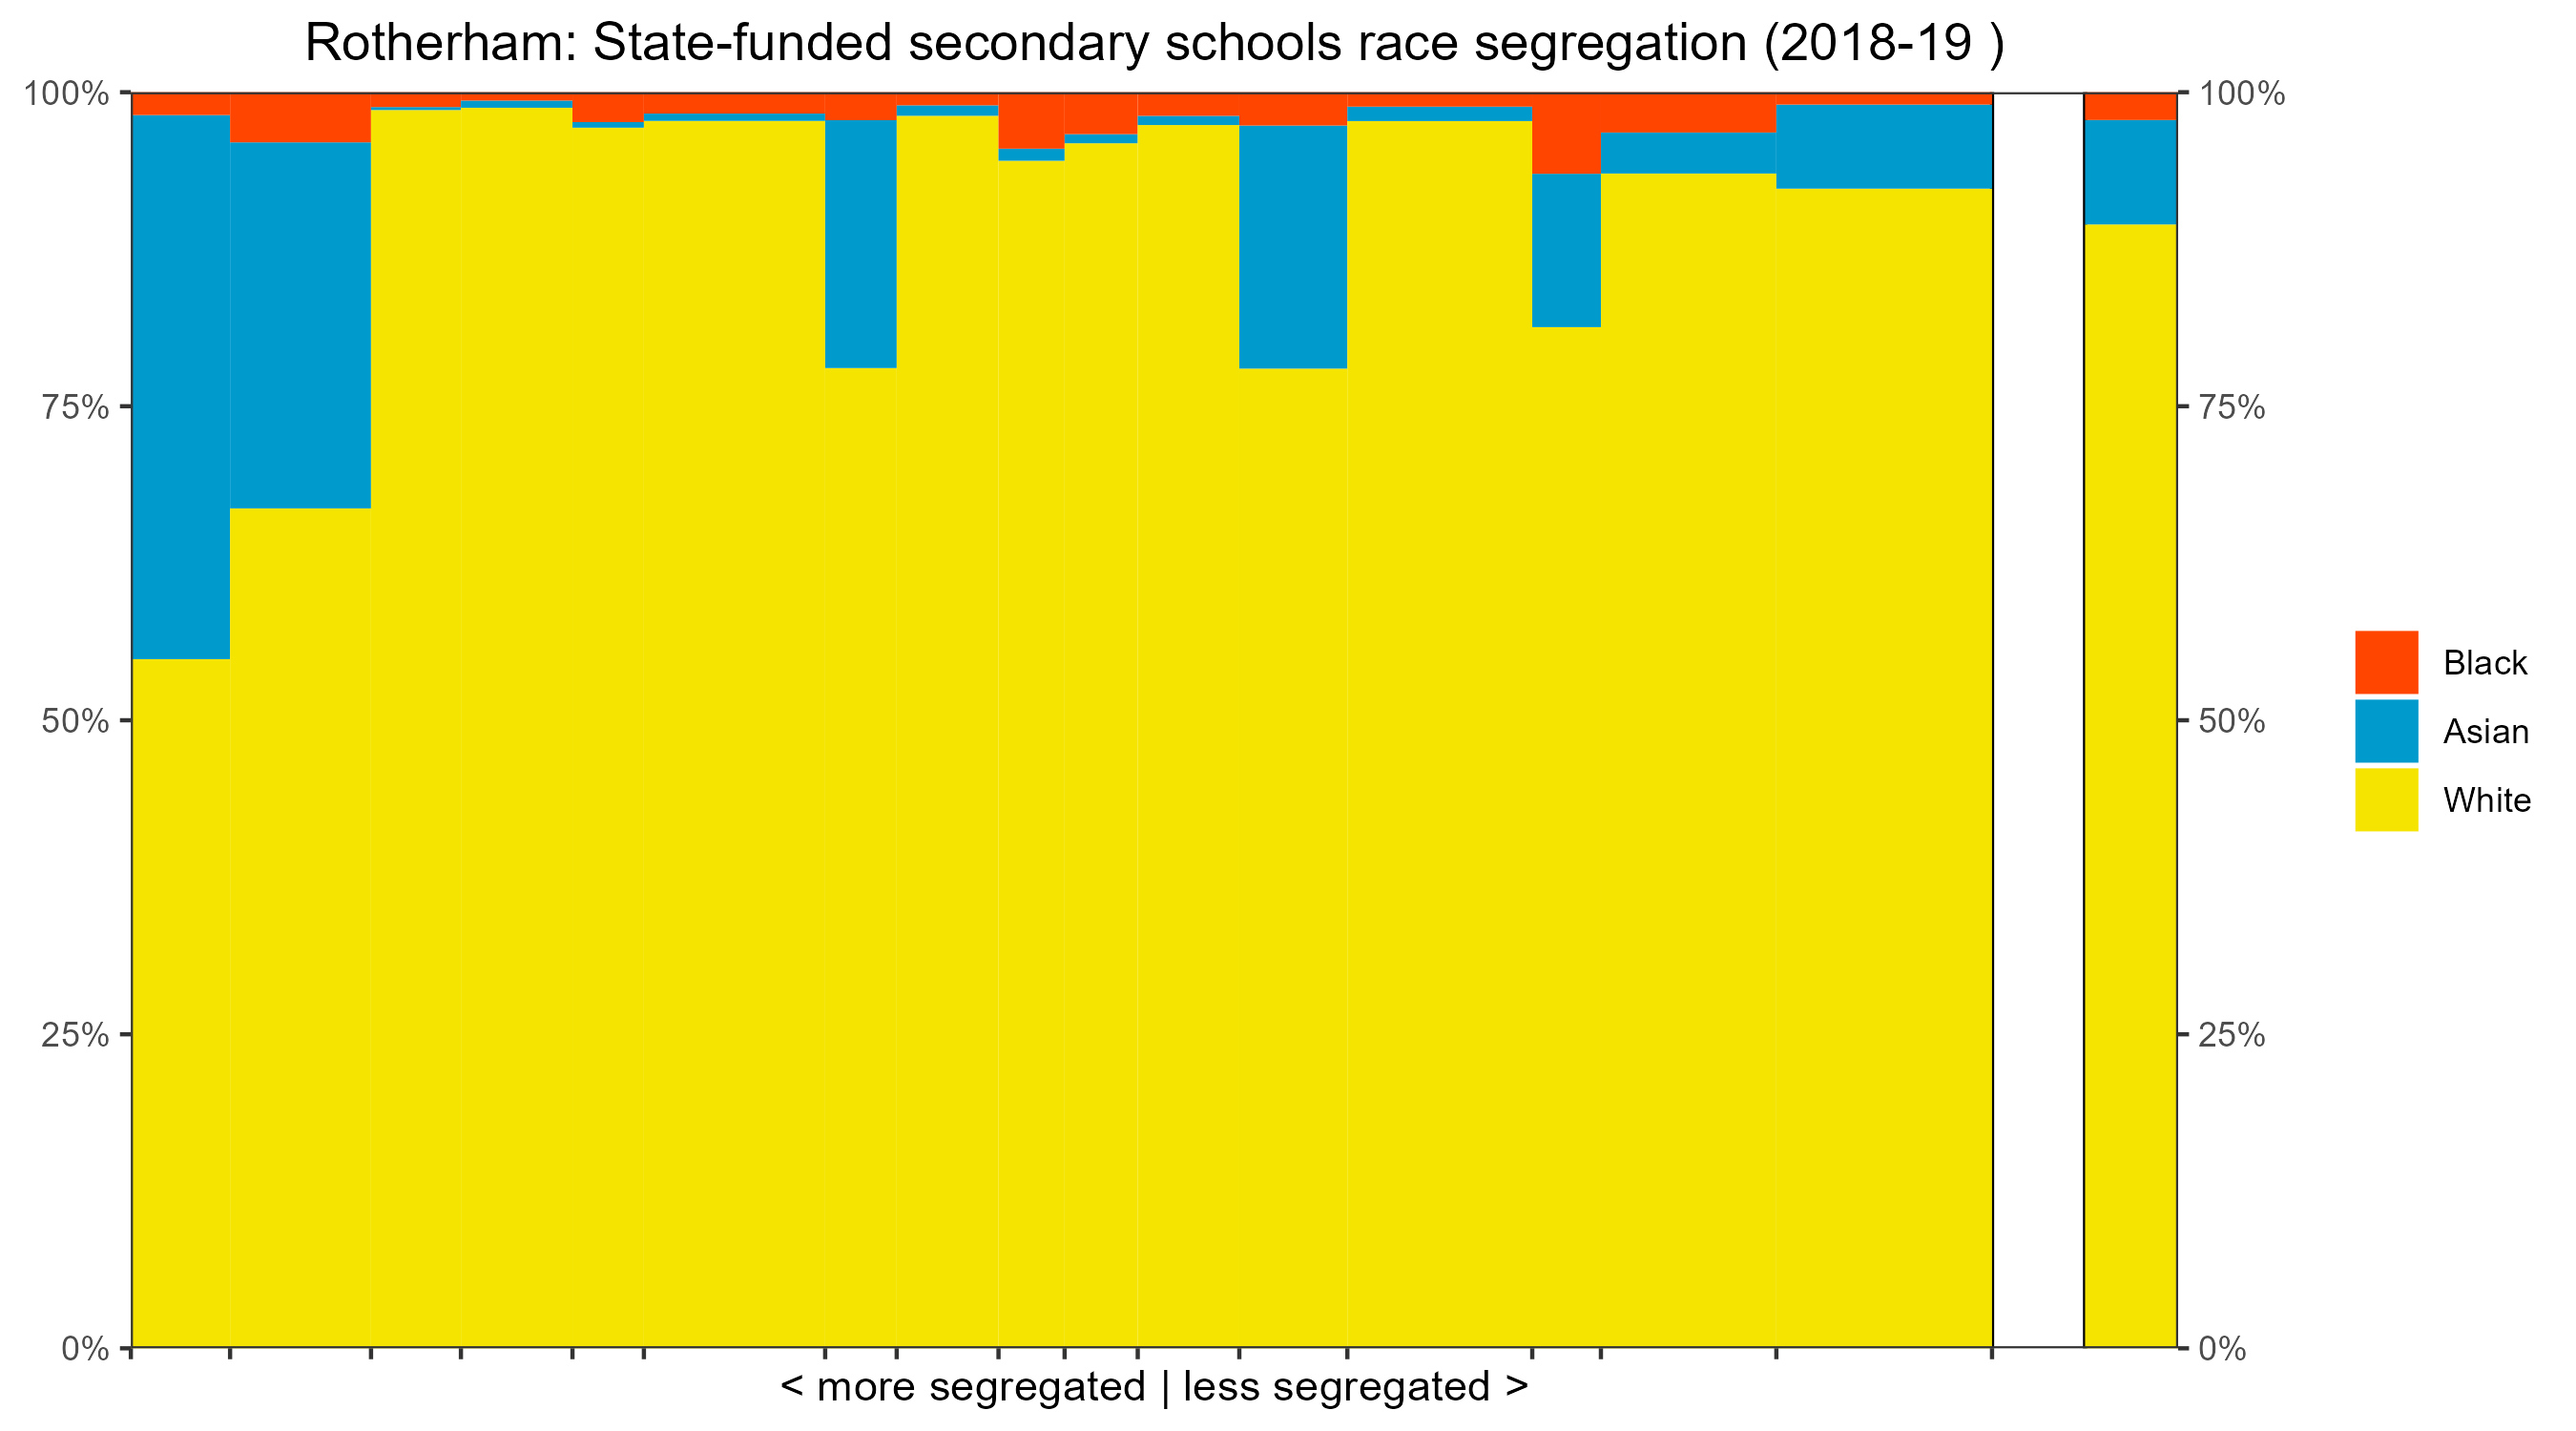 Rotherham: State-funded secondary schools race segregation (2018-19 )
100%
75%
50%
25%
0%
100%
75%
50%
25%
0%
Black
Asian
White
< more segregated | less segregated >